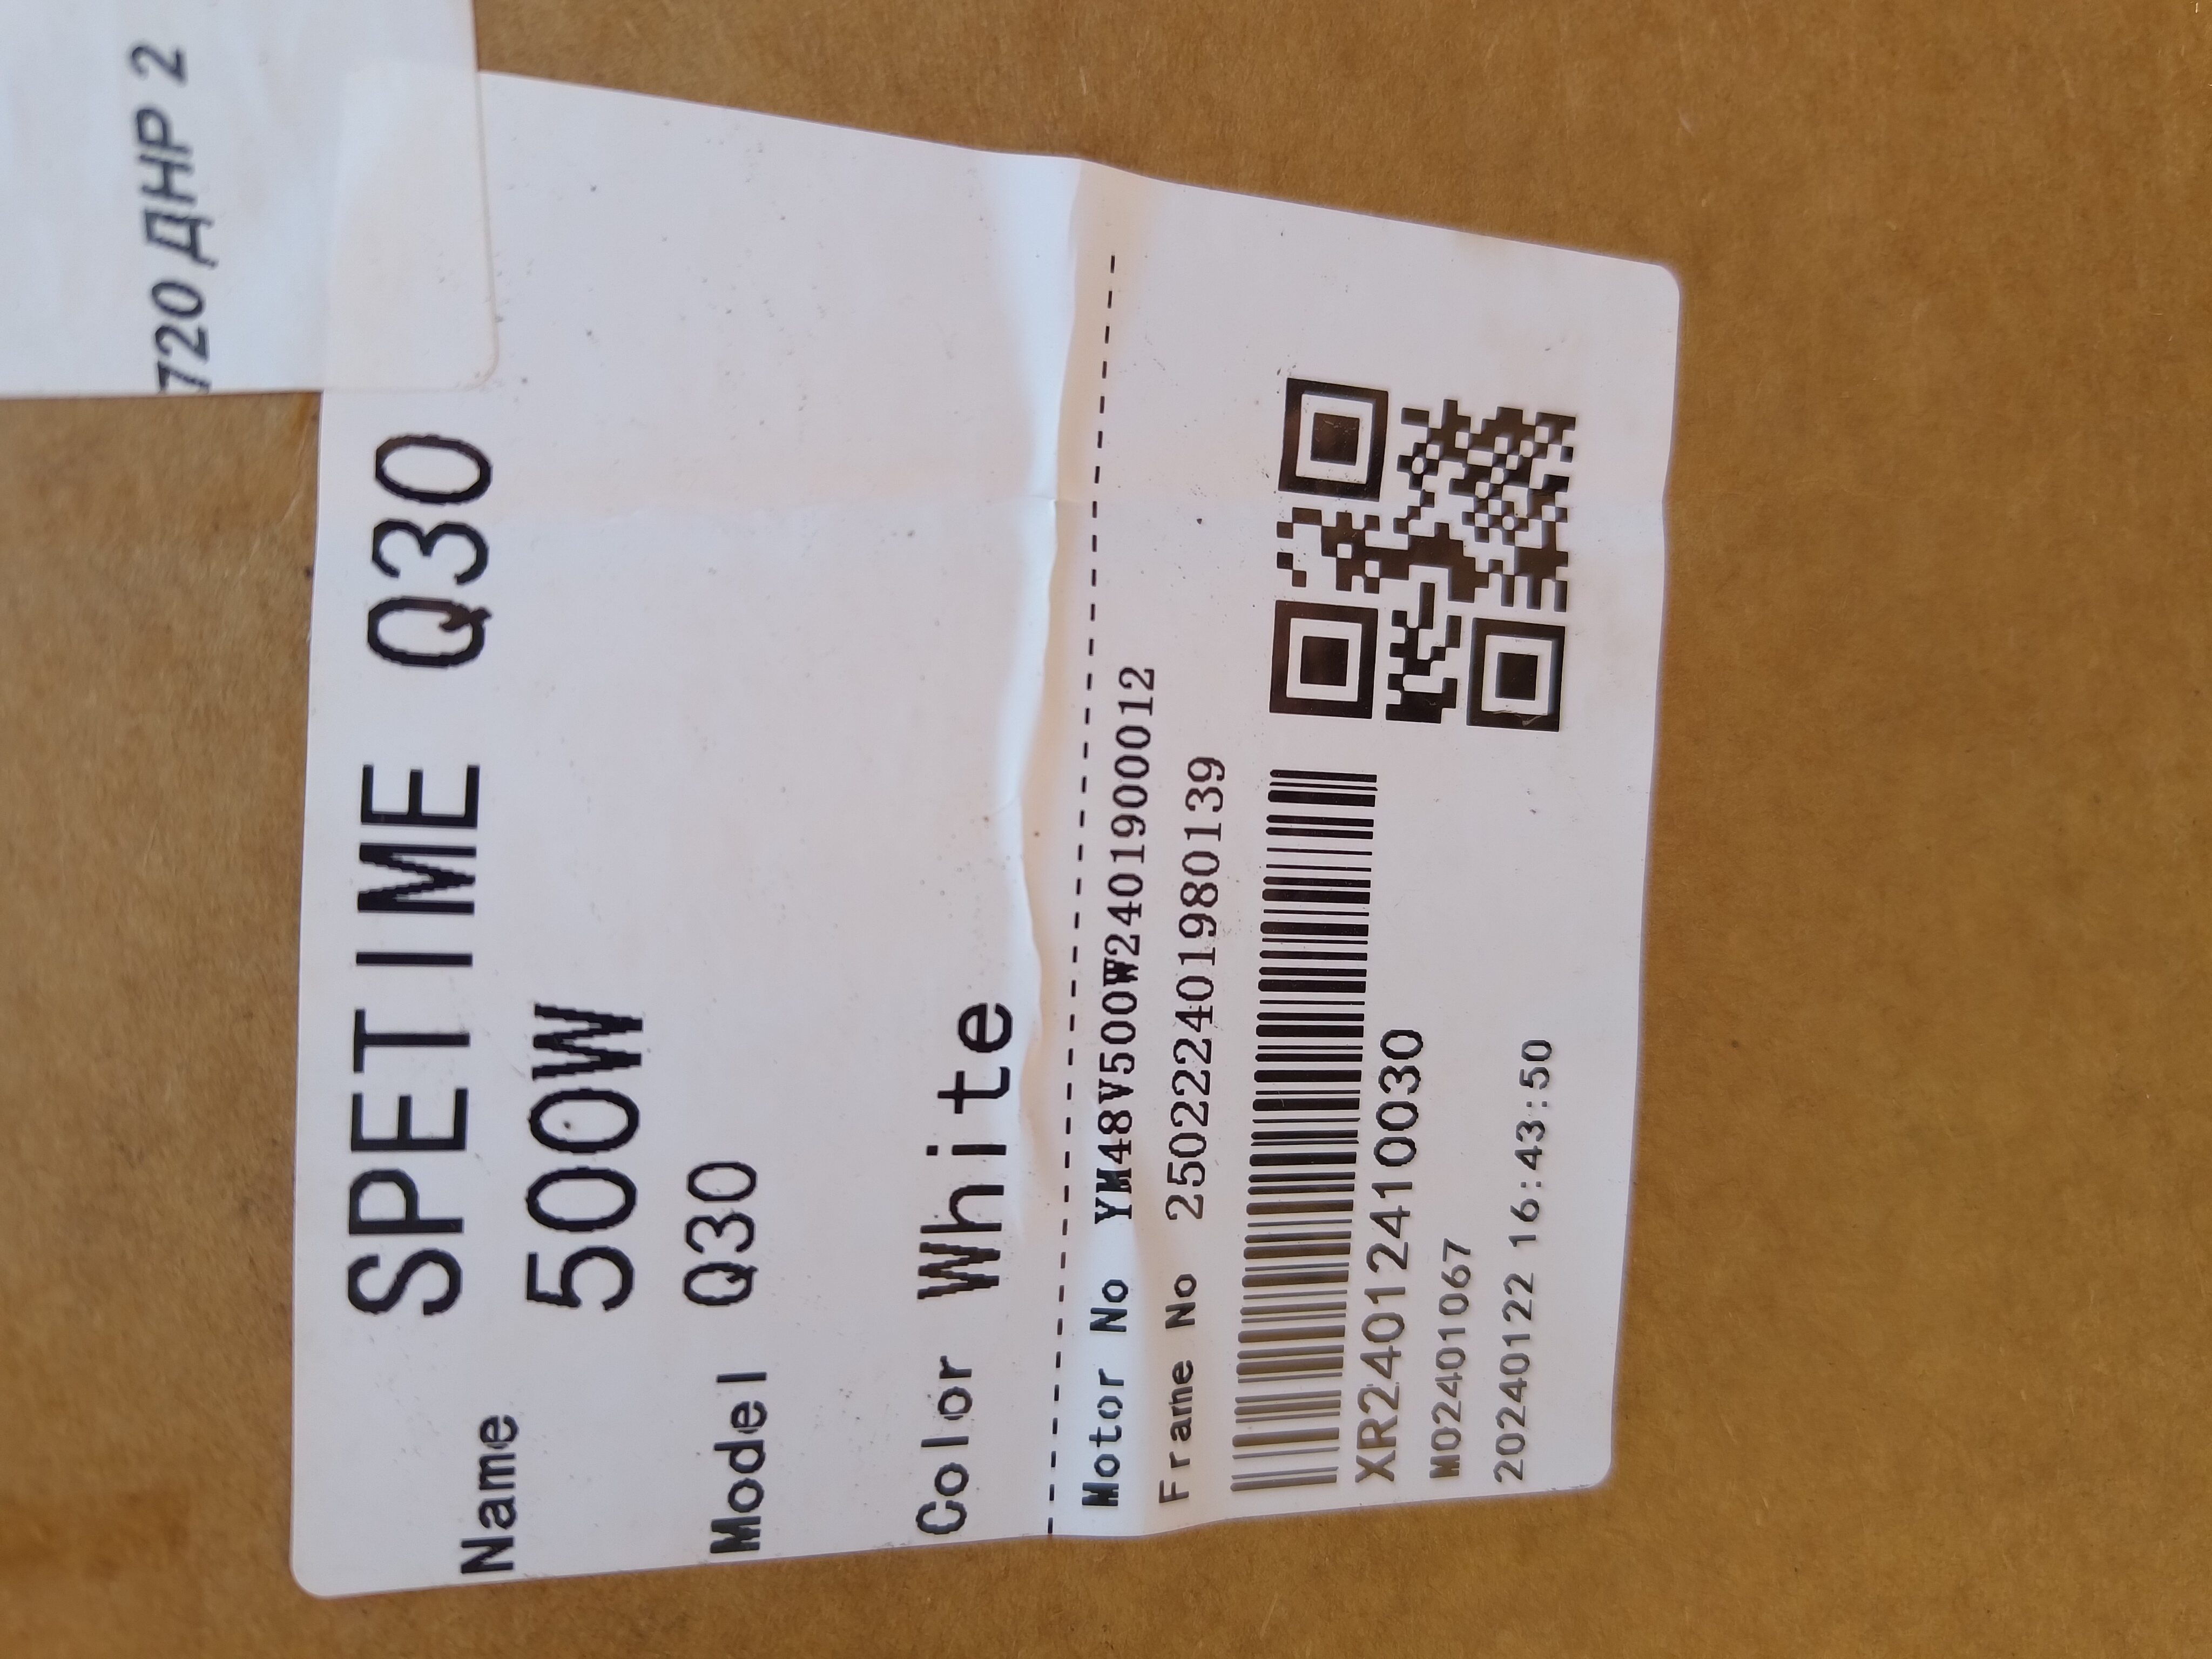 720 ДНР 2
Name SPETIME Q30
500W
Model Q30
Color White
Motor No YM48V500W2401900012
Frame No 250222401980139
XR24012410030
M02401067
20240122 16:43:50